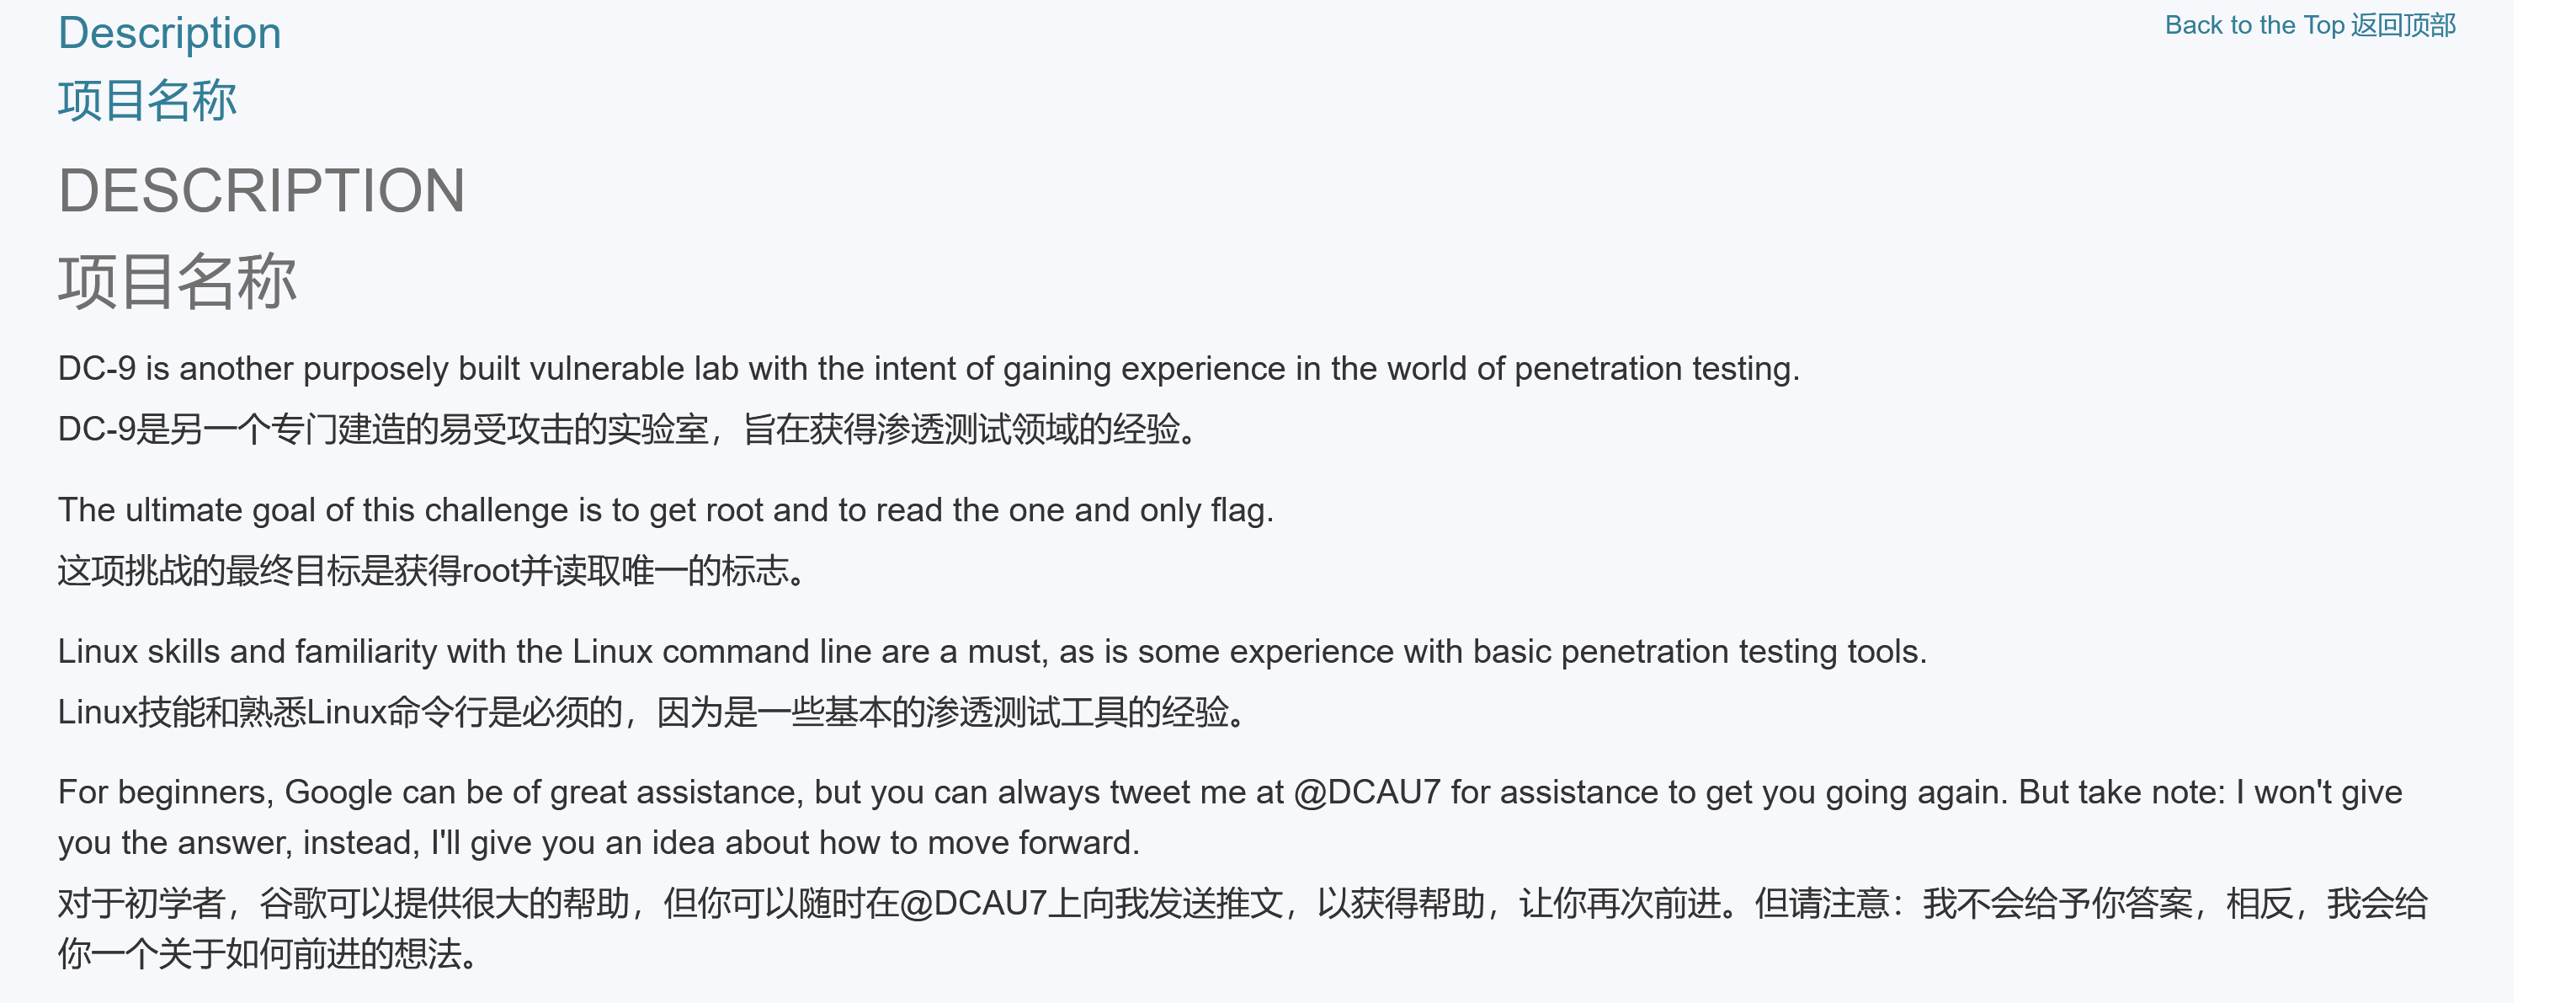 Description
Back to the Top 返回顶部
项目名称
DESCRIPTION
项目名称
DC-9 is another purposely built vulnerable lab with the intent of gaining experience in the world of penetration testing.
DC-9是另一个专门建造的易受攻击的实验室，旨在获得渗透测试领域的经验。
The ultimate goal of this challenge is to get root and to read the one and only flag.
这项挑战的最终目标是获得root并读取唯一的标志。
Linux skills and familiarity with the Linux command line are a must, as is some experience with basic penetration testing tools.
Linux技能和熟悉Linux命令行是必须的，因为是一些基本的渗透测试工具的经验。
For beginners, Google can be of great assistance, but you can always tweet me at @DCAU7 for assistance to get you going again. But take note: I won't give
you the answer, instead, I'll give you an idea about how to move forward.
对于初学者，谷歌可以提供很大的帮助，但你可以随时在@DCAU7上向我发送推文，以获得帮助，让你再次前进。但请注意：我不会给予你答案，相反，我会给
你一个关于如何前进的想法。